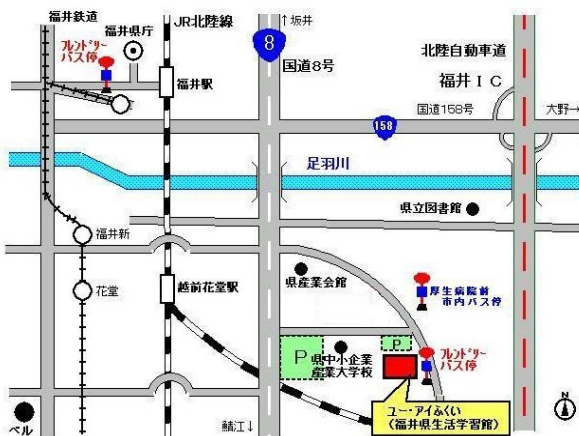 福井鉄道
福井県庁
JR北陸線
↑坂井
8
国道8号
北陸自動車道
福井IC
フレンドリー
バス停
福井駅
国道158号
大野→
158
足羽川
県立図書館
福井新
花堂
越前花堂駅
県産業会館
厚生病院前
市内バス停
P
P
県中小企業
産業大学校
フレンドリー
バス停
ユー・アイふくい
(福井県生活学習館)
ベル
鯖江↓
N